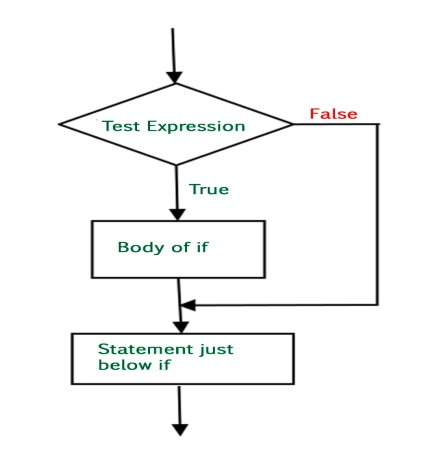 Test Expression
False
True
Body of if
Statement just
below if